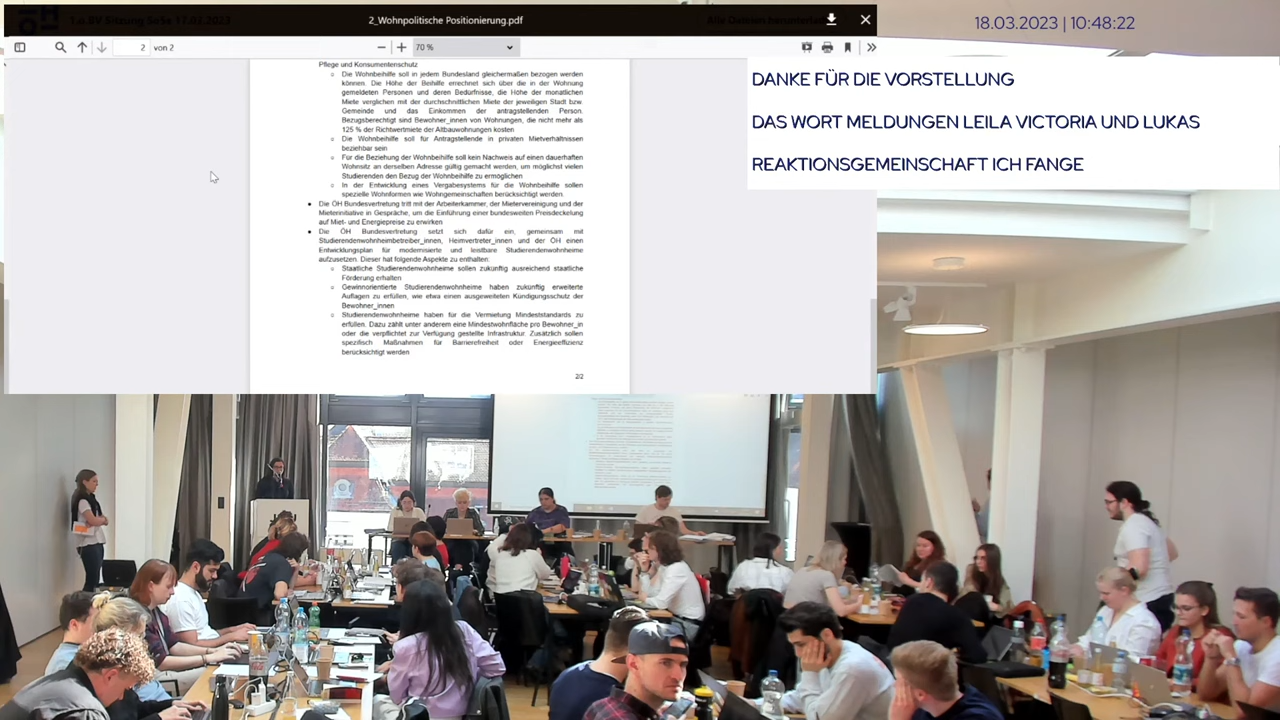 1.o. BV Sitzung SoSe 17.03.2023
2_Wohnpolitische Positionierung.pdf
18.03.2023 | 10:48:22
2 von 2
70 %
DANKE FÜR DIE VORSTELLUNG
DAS WORT MELDUNGEN LEILA VICTORIA UND LUKAS
REAKTIONSGEMEINSCHAFT ICH FANGE
Pflege und Konsumentenschutz
Die Wohnbeihilfe soll in jedem Bundesland gleichermaßen bezogen werden
können. Die Höhe der Beihilfe errechnet sich über die in der Wohnung
gemeldeten Personen und deren Bedürfnisse, die Höhe der monatlichen
Miete verglichen mit der durchschnittlichen Miete der jeweiligen Stadt bzw.
Gemeinde und das Einkommen der antragstellenden Person.
Bezugsberechtigt sind Bewohner_innen von Wohnungen, die nicht mehr als
125 % der Richtwertmiete der Altbauwohnungen kosten
Die Wohnbeihilfe soll für Antragstellende in privaten Mietverhältnissen
beziehbar sein
Für die Beziehung der Wohnbeihilfe soll kein Nachweis auf einen dauerhaften
Wohnsitz an derselben Adresse gültig gemacht werden, um möglichst vielen
Studierenden den Bezug der Wohnbeihilfe zu ermöglichen
In der Entwicklung eines Vergabesystems für die Wohnbeihilfe sollen
spezielle Wohnformen wie Wohngemeinschaften berücksichtigt werden.
Die ÖH Bundesvertretung tritt mit der Arbeiterkammer, der Mietervereinigung und der
Mieterinitiative in Gespräche, um die Einführung einer bundesweiten Preisdeckelung
auf Miet- und Energiepreise zu erwirken
Die ÖH Bundesvertretung setzt sich dafür ein, gemeinsam mit
Studierendenwohnheimbetreiber_innen, Heimvertreter_innen und der ÖH einen
Entwicklungsplan für modernisierte und leistbare Studierendenwohnheime
aufzusetzen. Dieser hat folgende Aspekte zu enthalten:
Staatliche Studierendenwohnheime sollen zukünftig ausreichend staatliche
Förderung erhalten
Gewinnorientierte Studierendenwohnheime haben zukünftig erweiterte
Auflagen zu erfüllen, wie etwa einen ausgeweiteten Kündigungsschutz der
Bewohner_innen
Studierendenwohnheime haben für die Vermietung Mindeststandards zu
erfüllen. Dazu zählt unter anderem eine Mindestwohnfläche pro Bewohner_in
oder die verpflichtet zur Verfügung gestellte Infrastruktur. Zusätzlich sollen
spezifisch Maßnahmen für Barrierefreiheit oder Energieeffizienz
berücksichtigt werden
2/2